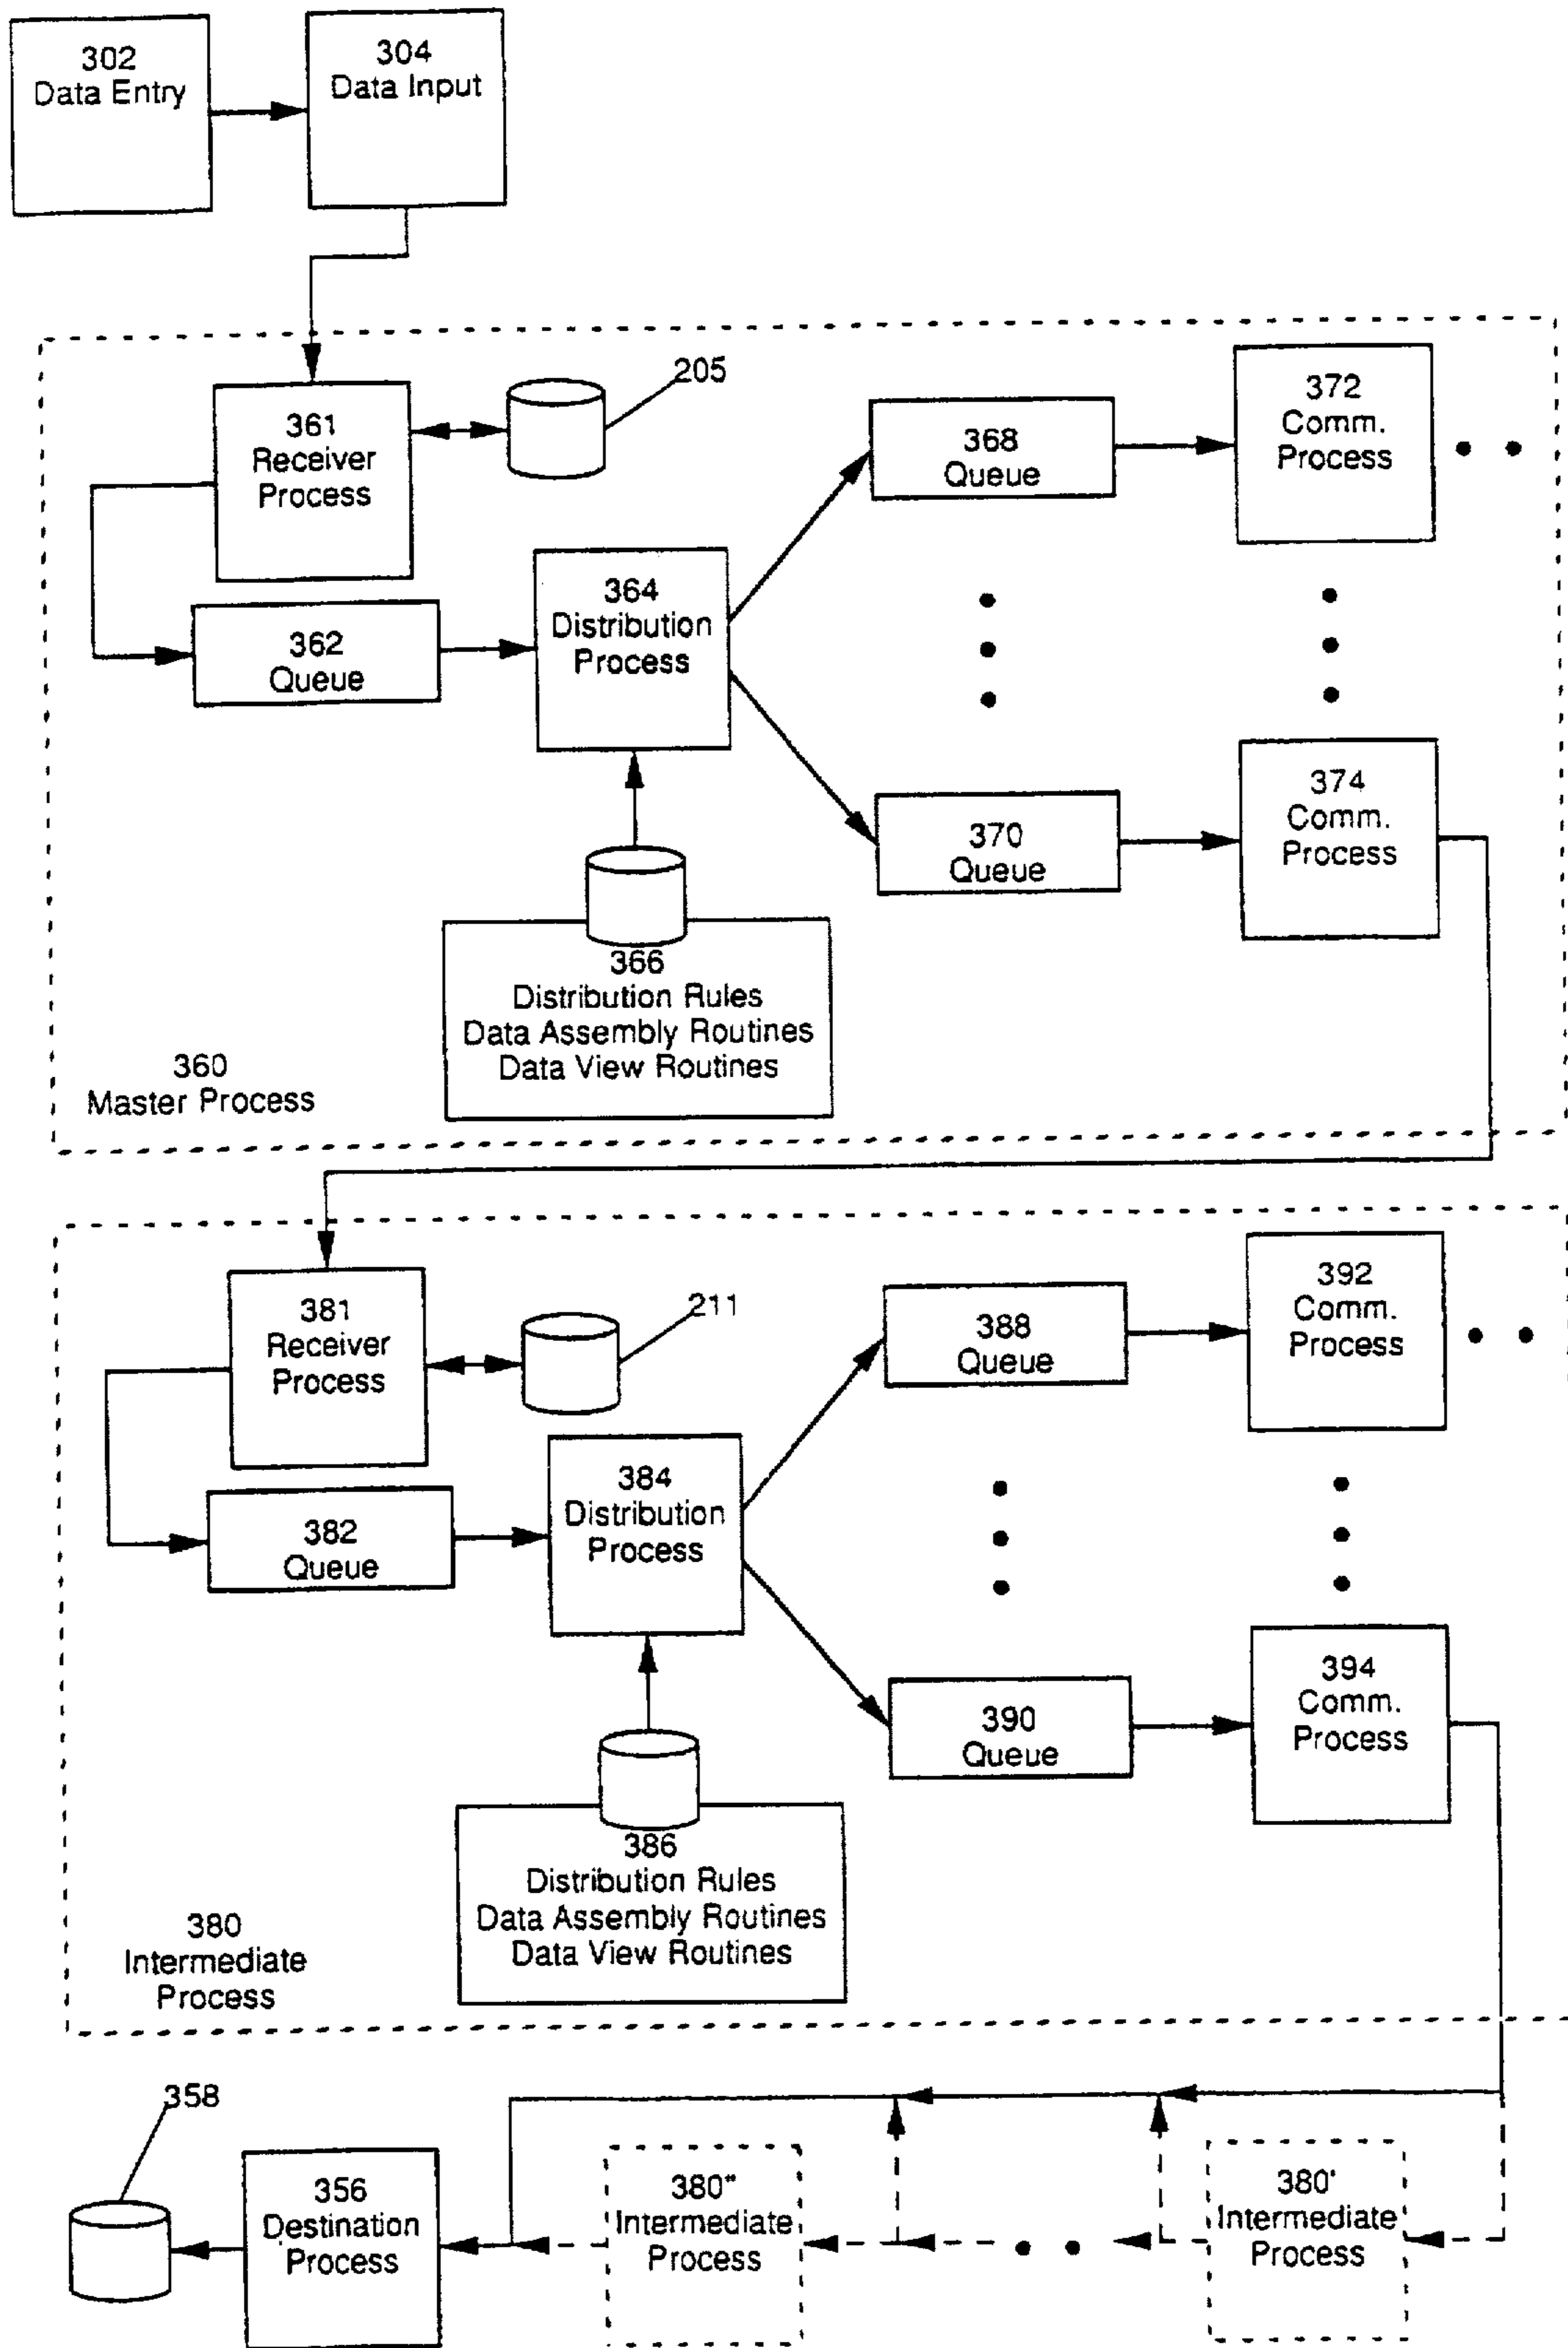 302
Data Entry
304
Data Input
361
Receiver
Process
205
368
Queue
372
Comm.
Process
362
Queue
364
Distribution
Process
370
Queue
374
Comm.
Process
366
Distribution Rules
Data Assembly Routines
Data View Routines
360
Master Process
381
Receiver
Process
211
388
Queue
392
Comm.
Process
382
Queue
384
Distribution
Process
390
Queue
394
Comm.
Process
386
Distribution Rules
Data Assembly Routines
Data View Routines
380
Intermediate
Process
358
356
Destination
Process
380"
Intermediate
Process
380'
Intermediate
Process